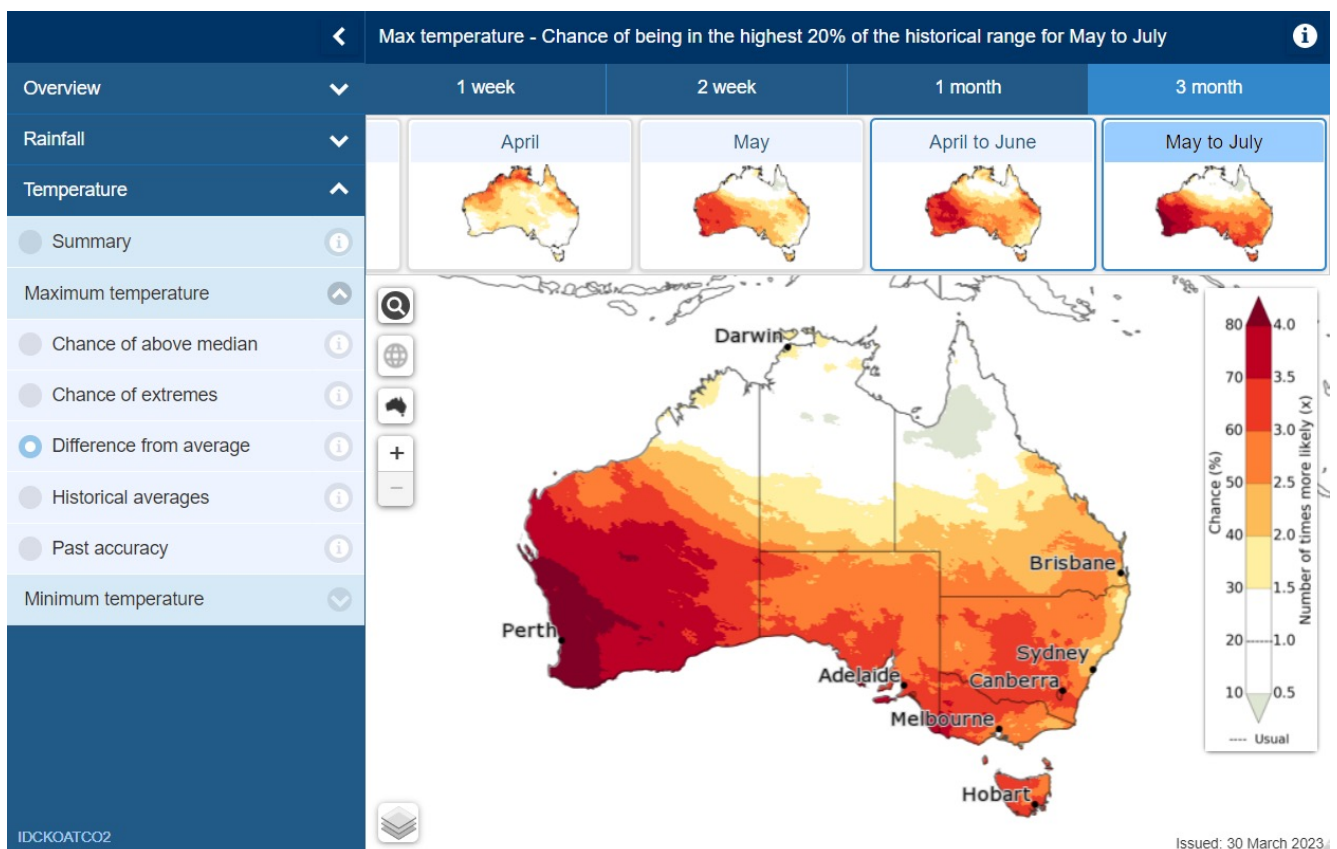 Max temperature - Chance of being in the highest 20% of the historical range for May to July
Overview
Rainfall
Temperature
Summary
Maximum temperature
Chance of above median
Chance of extremes
Difference from average
Historical averages
Past accuracy
Minimum temperature
IDCKOATCO2
1 week
2 week
1 month
3 month
April
May
April to June
May to July
Darwin
Brisbane
Perth
Sydney
Adelaide
Canberra
Melbourne
Hobart
Chance (%)
80
70
60
50
40
30
20
10
4.0
3.5
3.0
2.5
2.0
1.5
1.0
0.5
Number of times more likely (x)
---- Usual
Issued: 30 March 2023